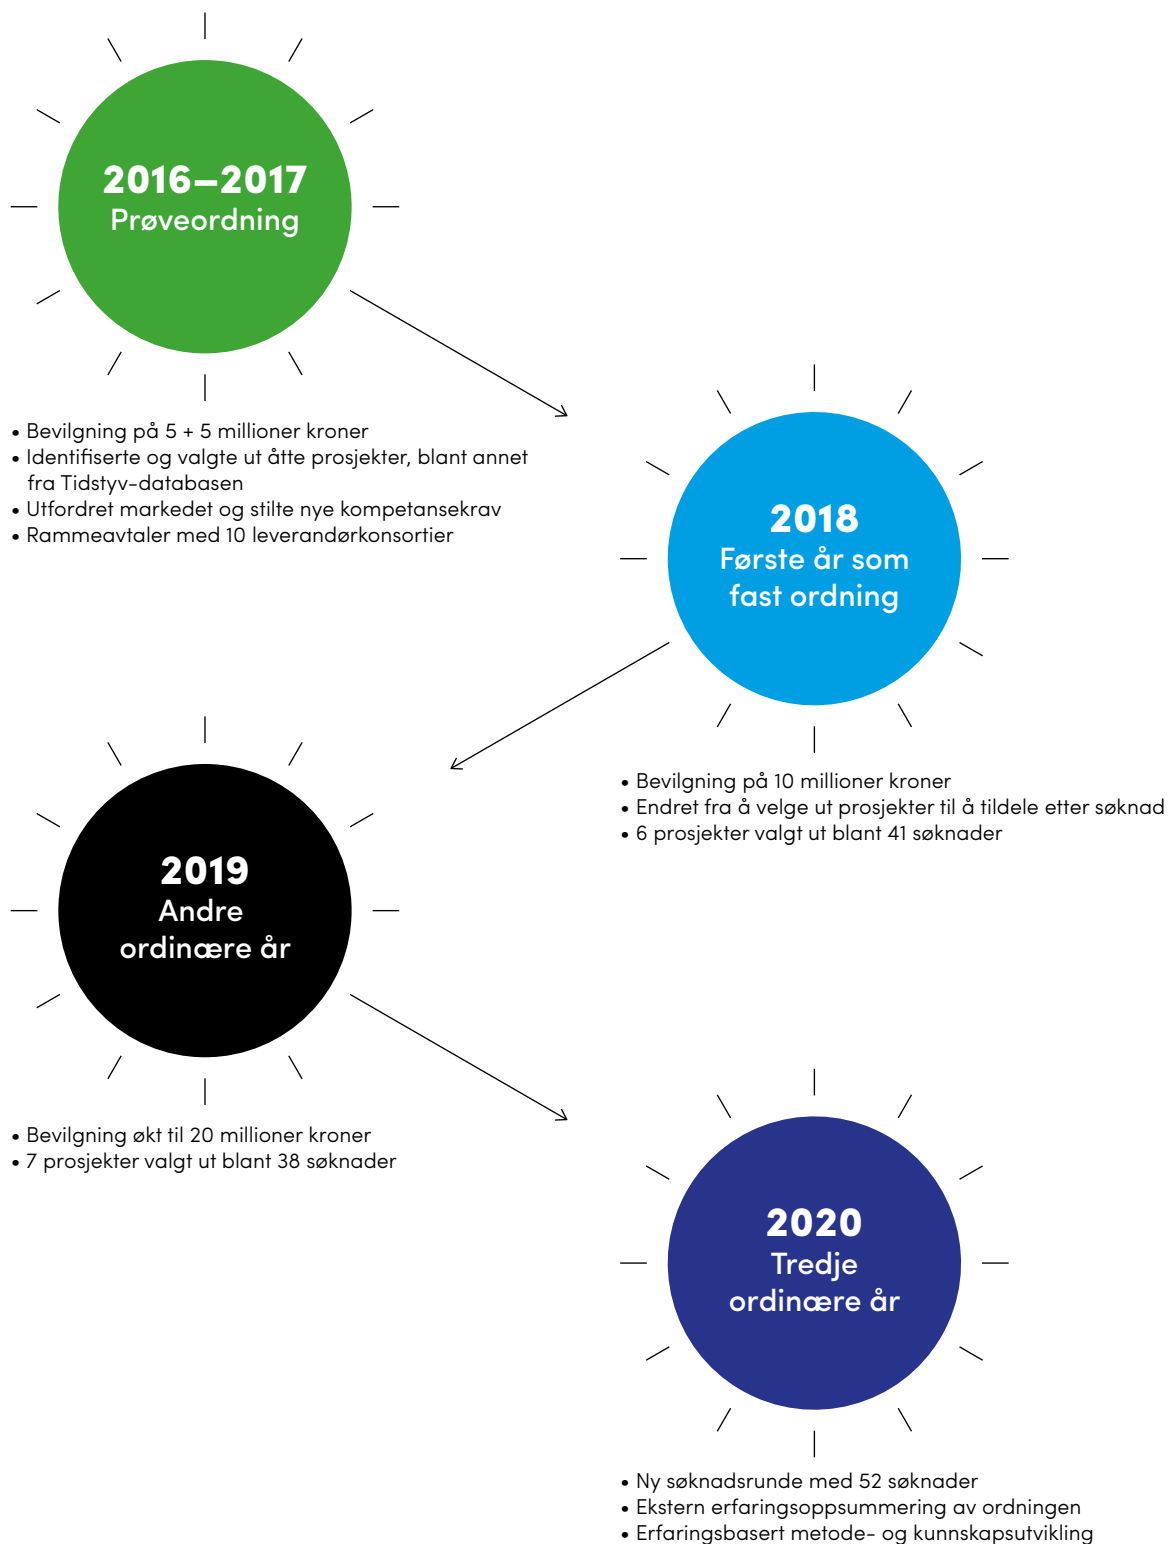 2016–2017
Prøveordning
• Bevilgning på 5 + 5 millioner kroner
• Identifiserte og valgte ut åtte prosjekter, blant annet
fra Tidstyv-databasen
• Utfordret markedet og stilte nye kompetansekrav
• Rammeavtaler med 10 leverandørkonsortier
2018
Første år som
fast ordning
• Bevilgning på 10 millioner kroner
• Endret fra å velge ut prosjekter til å tildele etter søknad
• 6 prosjekter valgt ut blant 41 søknader
2019
Andre
ordinære år
• Bevilgning økt til 20 millioner kroner
• 7 prosjekter valgt ut blant 38 søknader
2020
Tredje
ordinære år
• Ny søknadsrunde med 52 søknader
• Ekstern erfaringsoppsummering av ordningen
• Erfaringsbasert metode- og kunnskapsutvikling